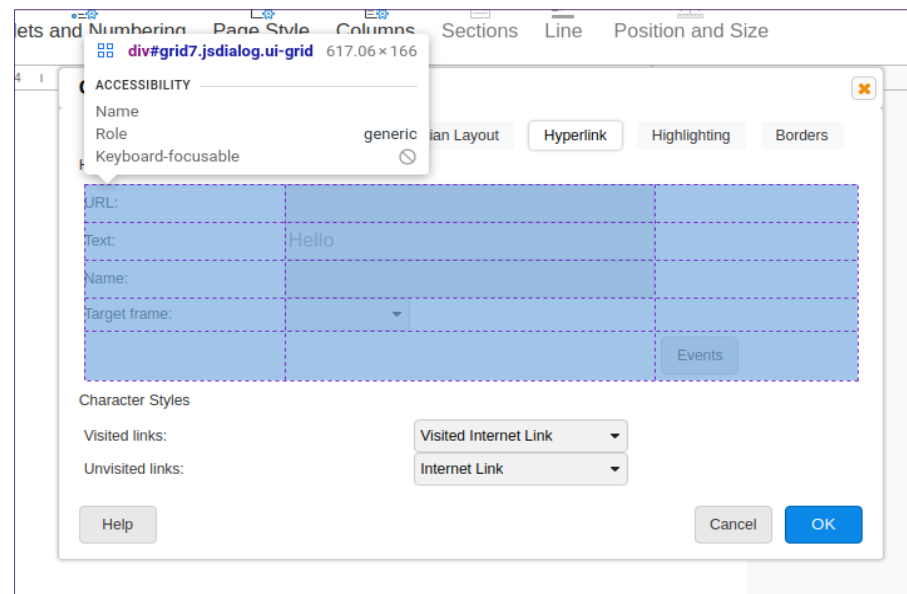 lets and Numbering Page Style Columns Sections Line Position and Size
div#grid7.jsdialog.ui-grid 617.06×166
4
ACCESSIBILITY
Name
Role generic
Keyboard-focusable
ian Layout Hyperlink Highlighting Borders
URL:
Text: Hello
Name:
Target frame:
Events
Character Styles
Visited links: Visited Internet Link
Unvisited links: Internet Link
Help Cancel OK